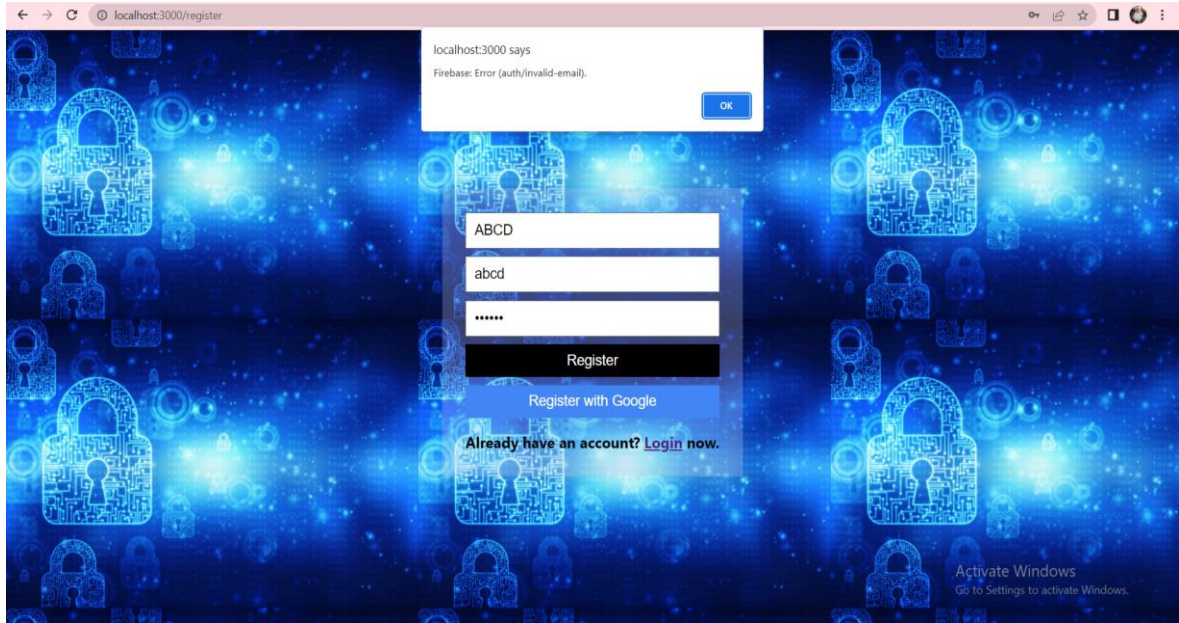 localhost:3000/register
localhost:3000 says
Firebase: Error (auth/invalid-email).
OK
ABCD
abcd
••••••
Register
Register with Google
Already have an account? Login now.
Activate Windows
Go to Settings to activate Windows.